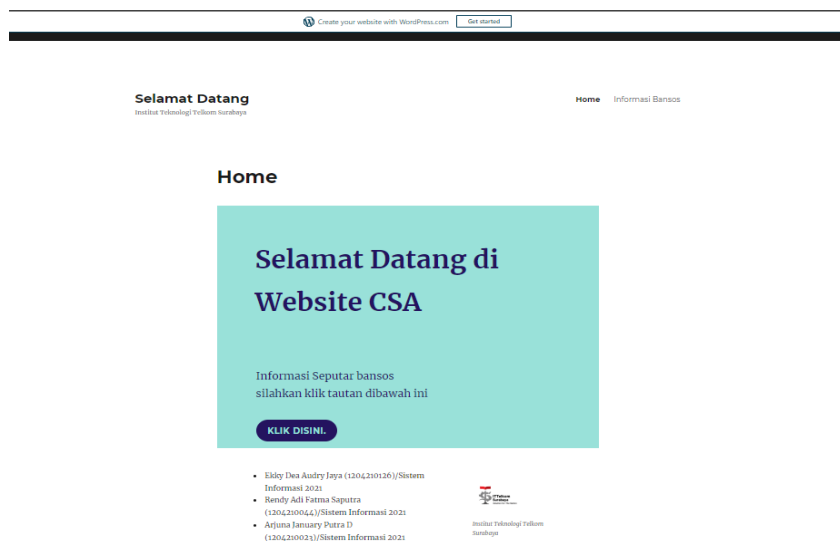 Create your website with WordPress.com Get started
Selamat Datang
Institut Teknologi Telkom Surabaya
Home Informasi Bansos
Home
Selamat Datang di
Website CSA
Informasi Seputar bansos
silahkan klik tautan dibawah ini
KLIK DISINI.
Ekky Dea Audry Jaya (1204210126)/Sistem
Informasi 2021
Rendy Adi Fatma Saputra
(1204210044)/Sistem Informasi 2021
Arjuna January Putra D
(1204210023)/Sistem Informasi 2021
ITTelkom
Surabaya
Institut Teknologi Telkom
Surabaya